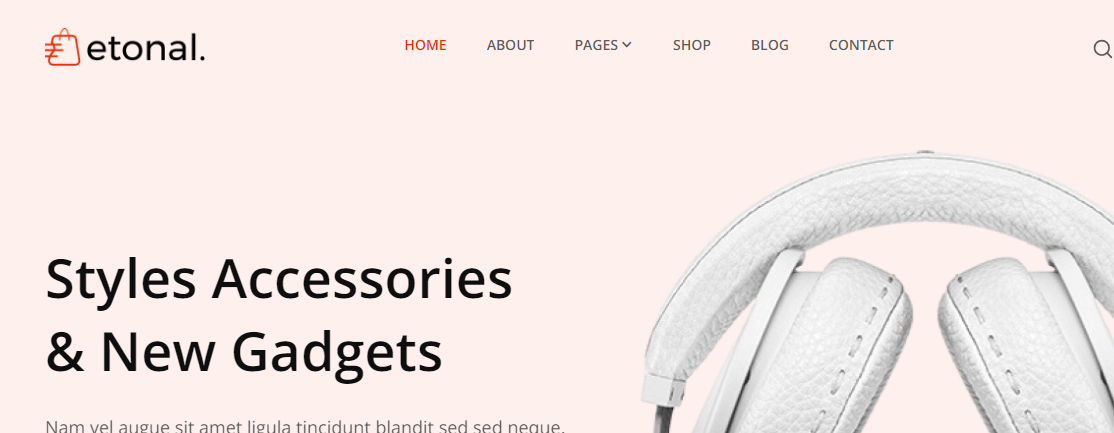 etonal.
HOME ABOUT PAGES SHOP BLOG CONTACT
Styles Accessories
& New Gadgets
Nam vel augue sit amet ligula tincidunt blandit sed sed neque.